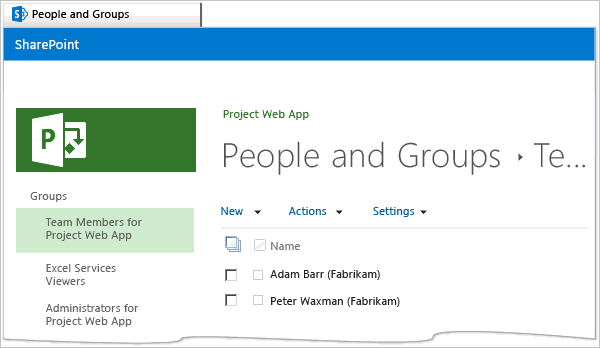 People and Groups
SharePoint
P
Project Web App
People and Groups ▸ Te...
Groups
Team Members for
Project Web App
Excel Services
Viewers
Administrators for
Project Web App
New Actions Settings
Name
Adam Barr (Fabrikam)
Peter Waxman (Fabrikam)